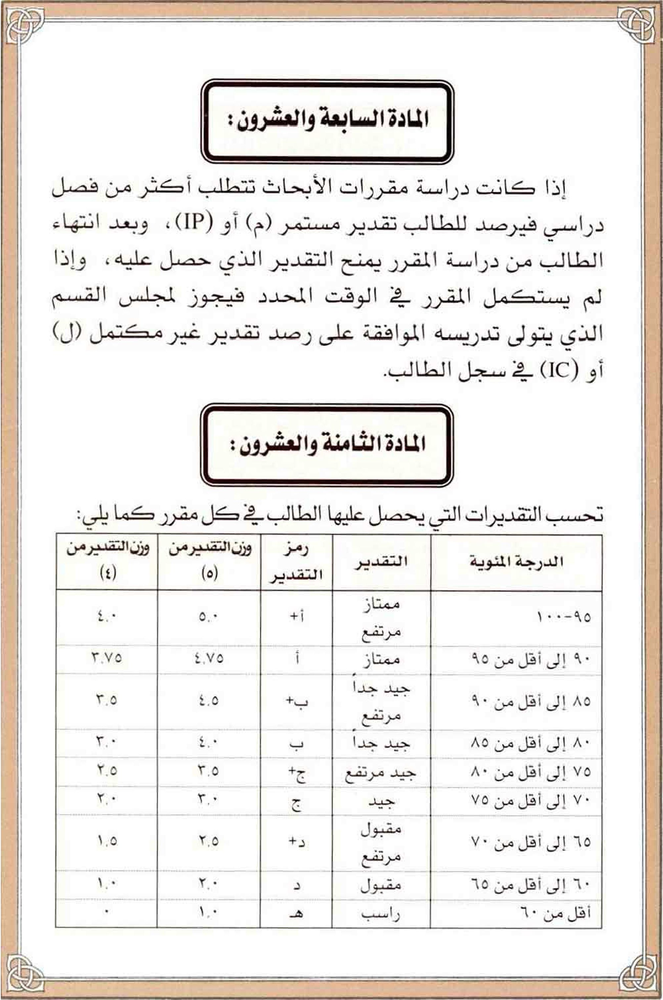 المادة السابعة والعشرون :
إذا كانت دراسة مقررات الأبحاث تتطلب أكثر من فصل
دراسي فيرصد للطالب تقدير مستمر (م) أو (IP)، وبعد انتهاء
الطالب من دراسة المقرر يمنح التقدير الذي حصل عليه، وإذا
لم يستكمل المقرر في الوقت المحدد فيجوز لمجلس القسم
الذي يتولى تدريسه الموافقة على رصد تقدير غير مكتمل (ل)
أو (IC) في سجل الطالب.
المادة الثامنة والعشرون :
تحسب التقديرات التي يحصل عليها الطالب في كل مقرر كما يلي:
الدرجة المئوية | التقدير | رمز التقدير | وزن التقدير من (٥) | وزن التقدير من (٤)
٩٥-١٠٠ | ممتاز مرتفع | أ+ | ٥.٠ | ٤.٠
٩٠ إلى أقل من ٩٥ | ممتاز | أ | ٤.٧٥ | ٣.٧٥
٨٥ إلى أقل من ٩٠ | جيد جداً مرتفع | ب+ | ٤.٥ | ٣.٥
٨٠ إلى أقل من ٨٥ | جيد جداً | ب | ٤.٠ | ٣.٠
٧٥ إلى أقل من ٨٠ | جيد مرتفع | ج+ | ٣.٥ | ٢.٥
٧٠ إلى أقل من ٧٥ | جيد | ج | ٣.٠ | ٢.٠
٦٥ إلى أقل من ٧٠ | مقبول مرتفع | د+ | ٢.٥ | ١.٥
٦٠ إلى أقل من ٦٥ | مقبول | د | ٢.٠ | ١.٠
أقل من ٦٠ | راسب | هـ | ١.٠ | ٠